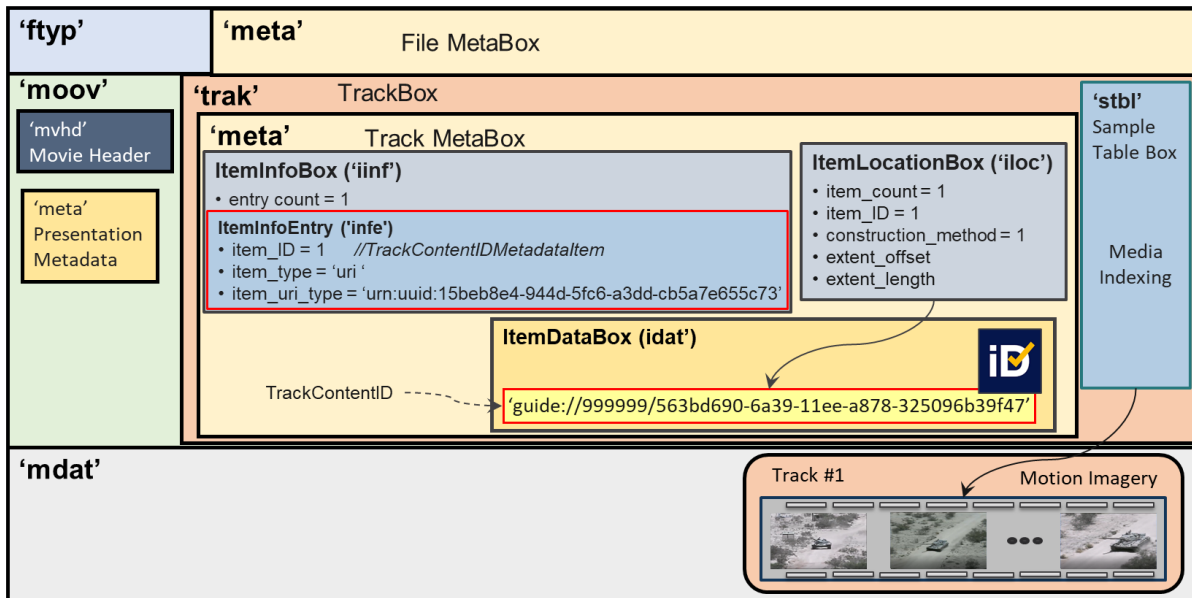 ‘ftyp’
‘meta’
File MetaBox
‘moov’
‘mvhd’
Movie Header
‘meta’
Presentation
Metadata
‘trak’ TrackBox
‘meta’ Track MetaBox
ItemInfoBox (‘iinf’)
• entry count = 1
ItemInfoEntry ('infe')
• item_ID = 1 //TrackContentIDMetadataItem
• item_type = ‘uri ‘
• item_uri_type = ‘urn:uuid:15beb8e4-944d-5fc6-a3dd-cb5a7e655c73’
ItemLocationBox (‘iloc’)
• item_count = 1
• item_ID = 1
• construction_method = 1
• extent_offset
• extent_length
ItemDataBox (idat’)
iD
TrackContentID
‘guide://999999/563bd690-6a39-11ee-a878-325096b39f47’
‘stbl’
Sample
Table Box
Media
Indexing
‘mdat’
Track #1
Motion Imagery